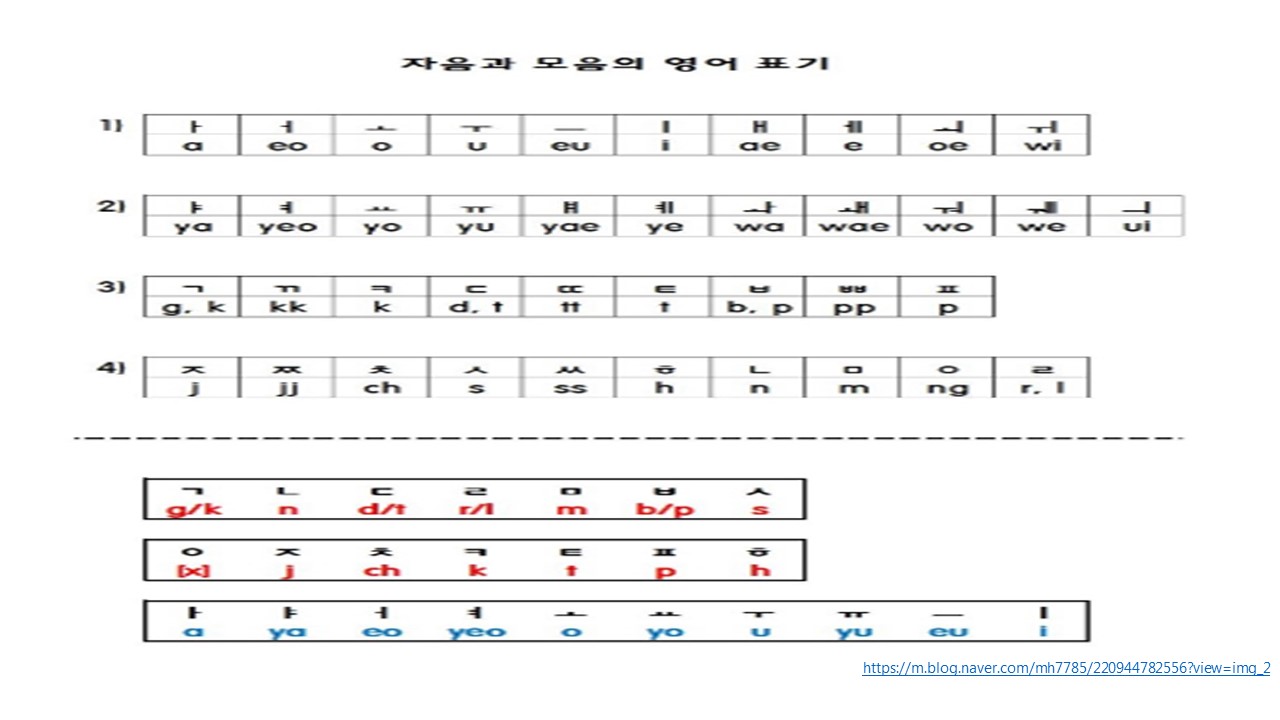 자음과 모음의 영어 표기
1) ㅏ ㅓ ㅗ ㅜ ㅡ ㅣ ㅐ ㅔ ㅚ ㅟ
a eo o u eu i ae e oe wi
2) ㅑ ㅕ ㅛ ㅠ ㅒ ㅖ ㅘ ㅙ ㅝ ㅞ ㅢ
ya yeo yo yu yae ye wa wae wo we ui
3) ㄱ ㄲ ㅋ ㄷ ㄸ ㅌ ㅂ ㅃ ㅍ
g, k kk k d, t tt t b, p pp p
4) ㅈ ㅉ ㅊ ㅅ ㅆ ㅎ ㄴ ㅁ ㅇ ㄹ
j jj ch s ss h n m ng r, l
ㄱ ㄴ ㄷ ㄹ ㅁ ㅂ ㅅ
g/k n d/t r/l m b/p s
ㅇ ㅈ ㅊ ㅋ ㅌ ㅍ ㅎ
[x] j ch k t p h
ㅏ ㅑ ㅓ ㅕ ㅗ ㅛ ㅜ ㅠ ㅡ ㅣ
a ya eo yeo o yo u yu eu i
https://m.blog.naver.com/mh7785/220944782556?view=img_2